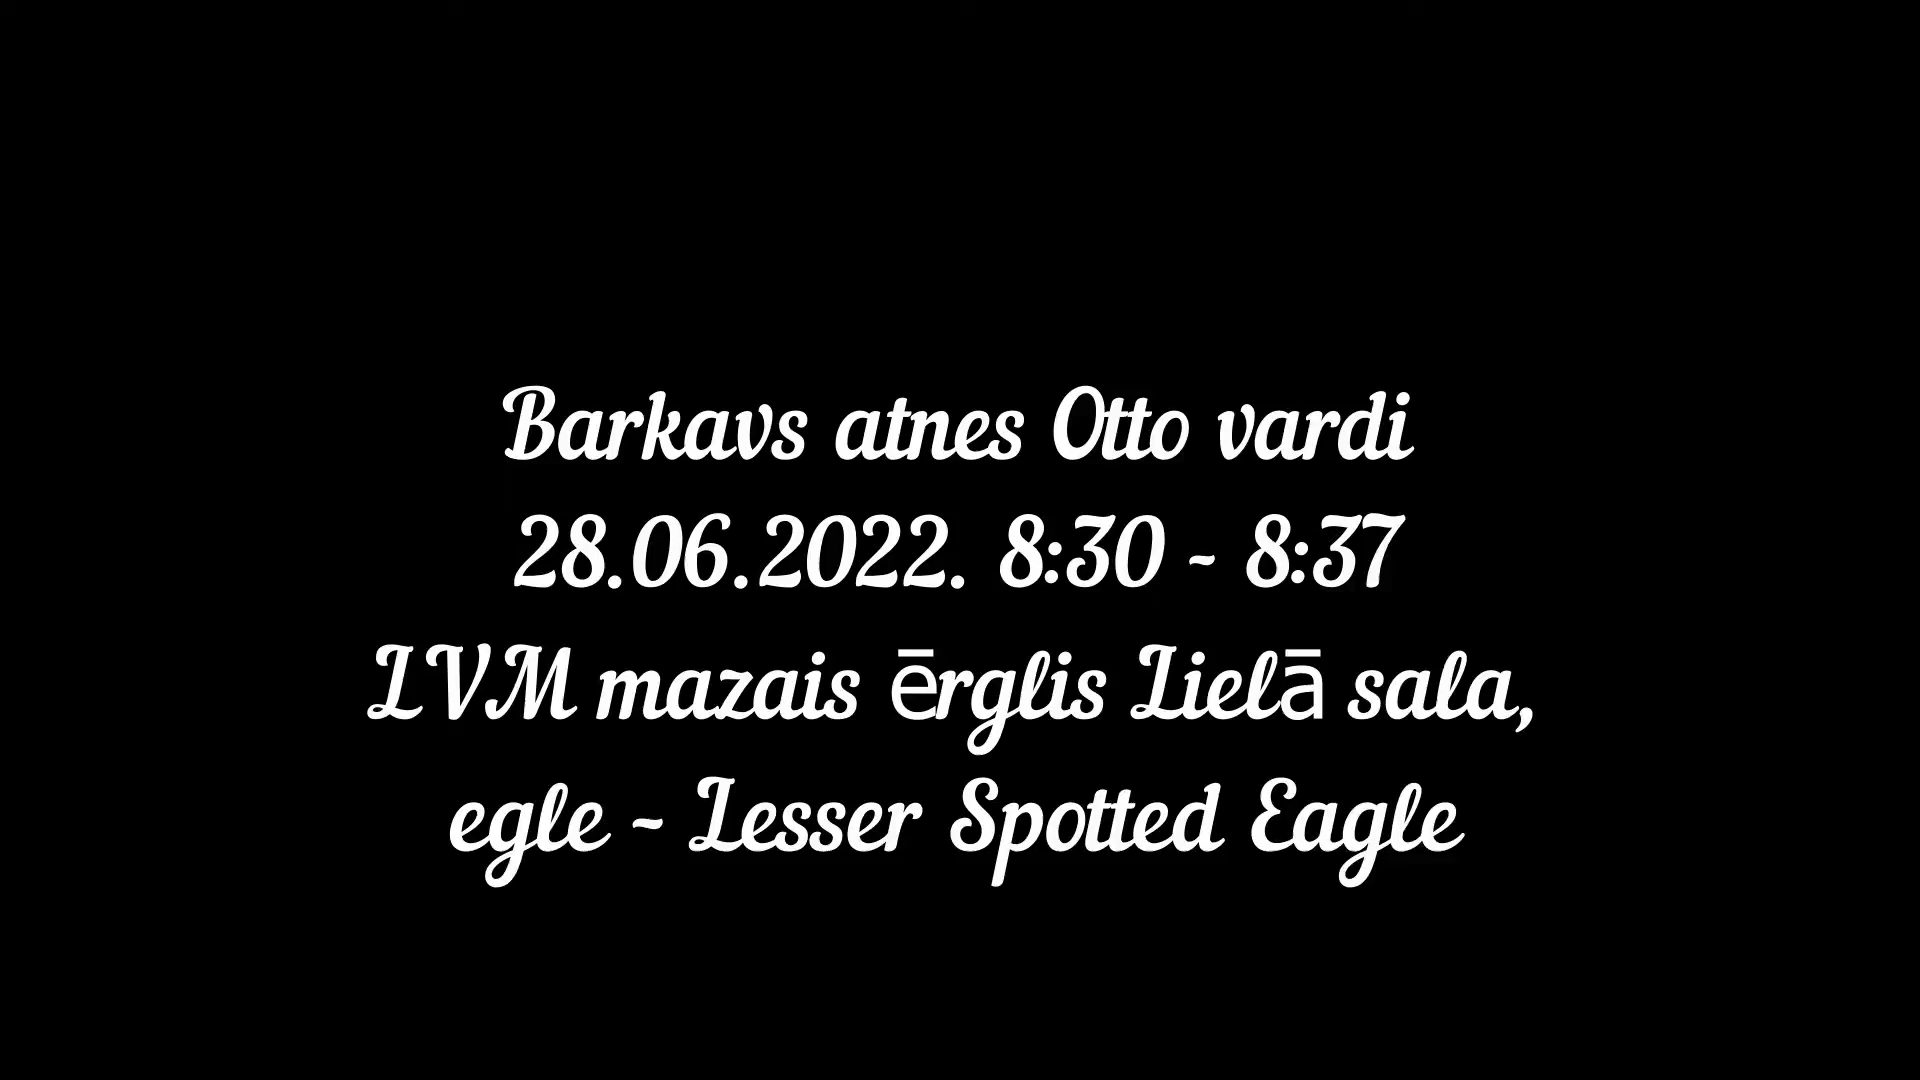 Barkavs atnes Otto vardi
28.06.2022. 8:30 - 8:37
LVM mazais ērglis Lielā sala,
egle - Lesser Spotted Eagle